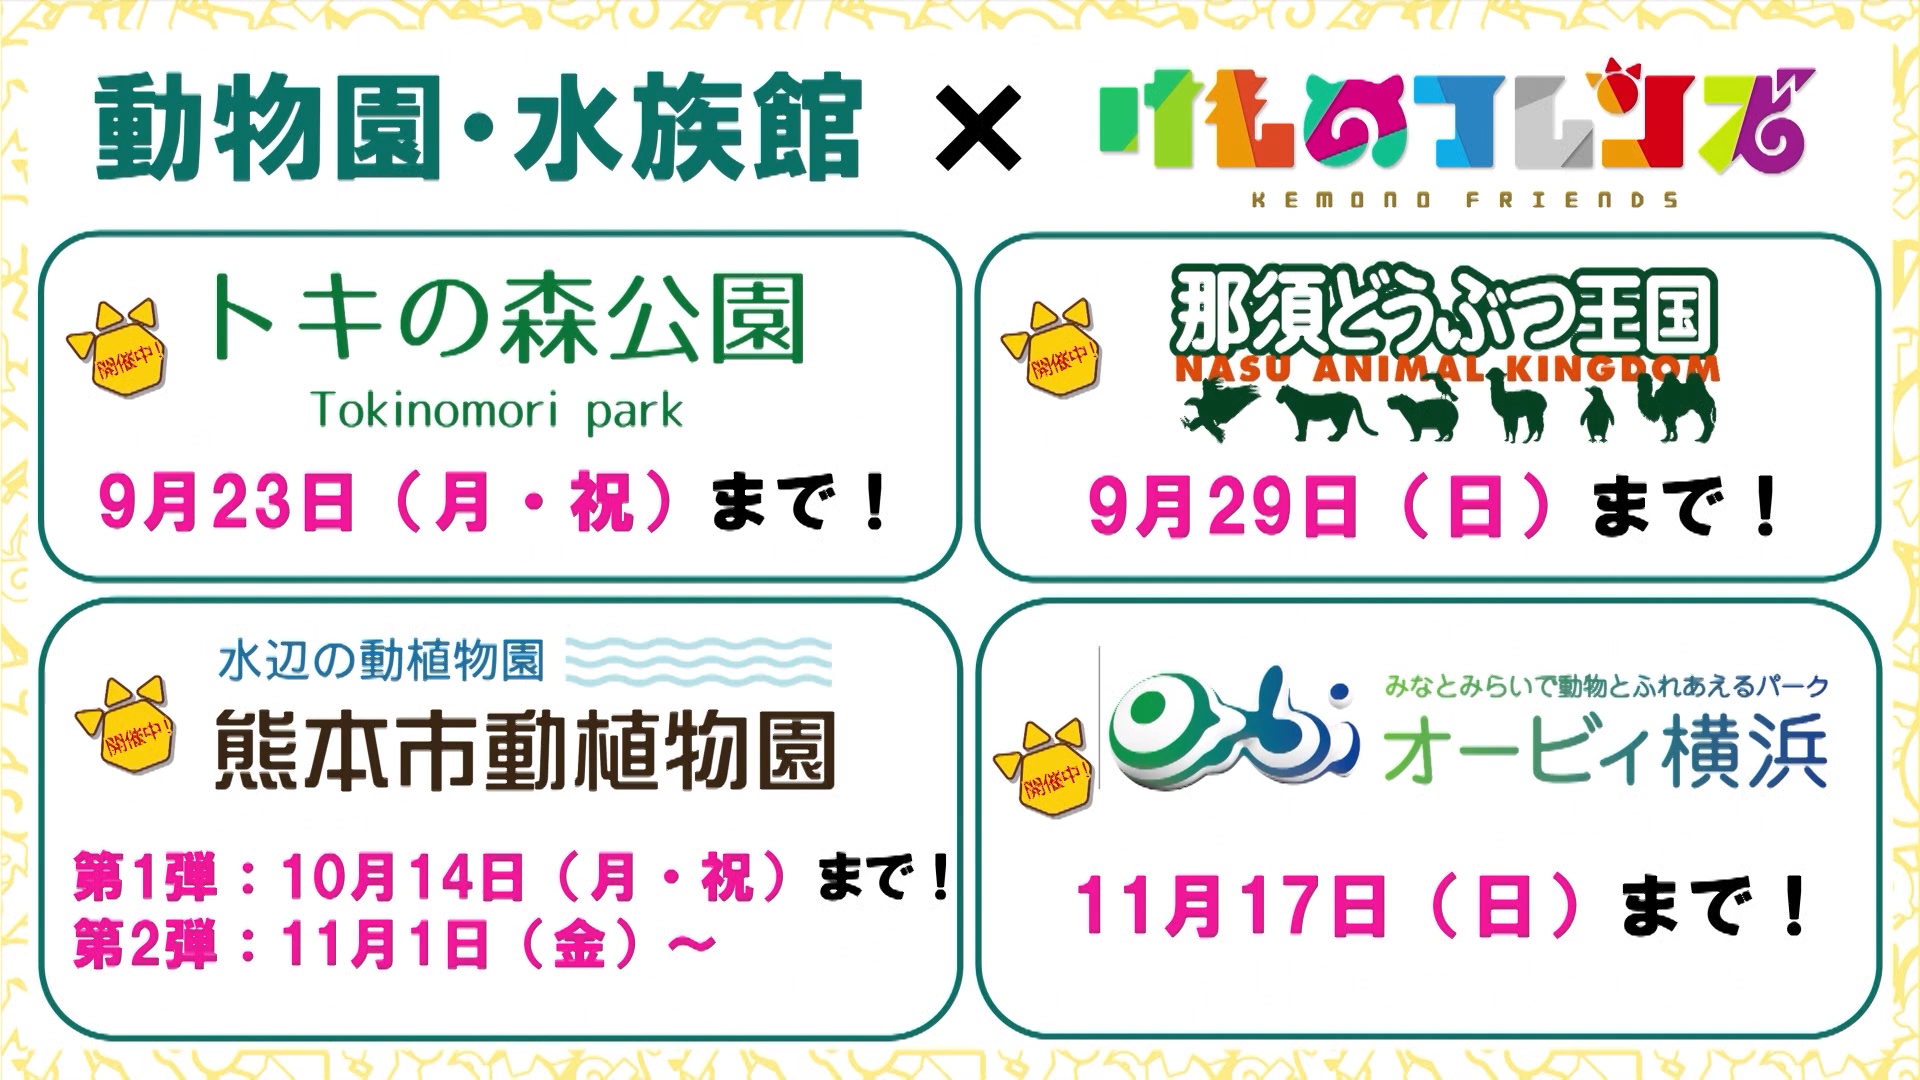 動物園・水族館 × けものフレンズ
KEMONO FRIENDS
開催中！
トキの森公園
Tokinomori park
9月23日（月・祝）まで！
開催中！
那須どうぶつ王国
NASU ANIMAL KINGDOM
9月29日（日）まで！
水辺の動植物園
開催中！
熊本市動植物園
第1弾：10月14日（月・祝）まで！
第2弾：11月1日（金）～
開催中！
Orbi
みなとみらいで動物とふれあえるパーク
オービィ横浜
11月17日（日）まで！